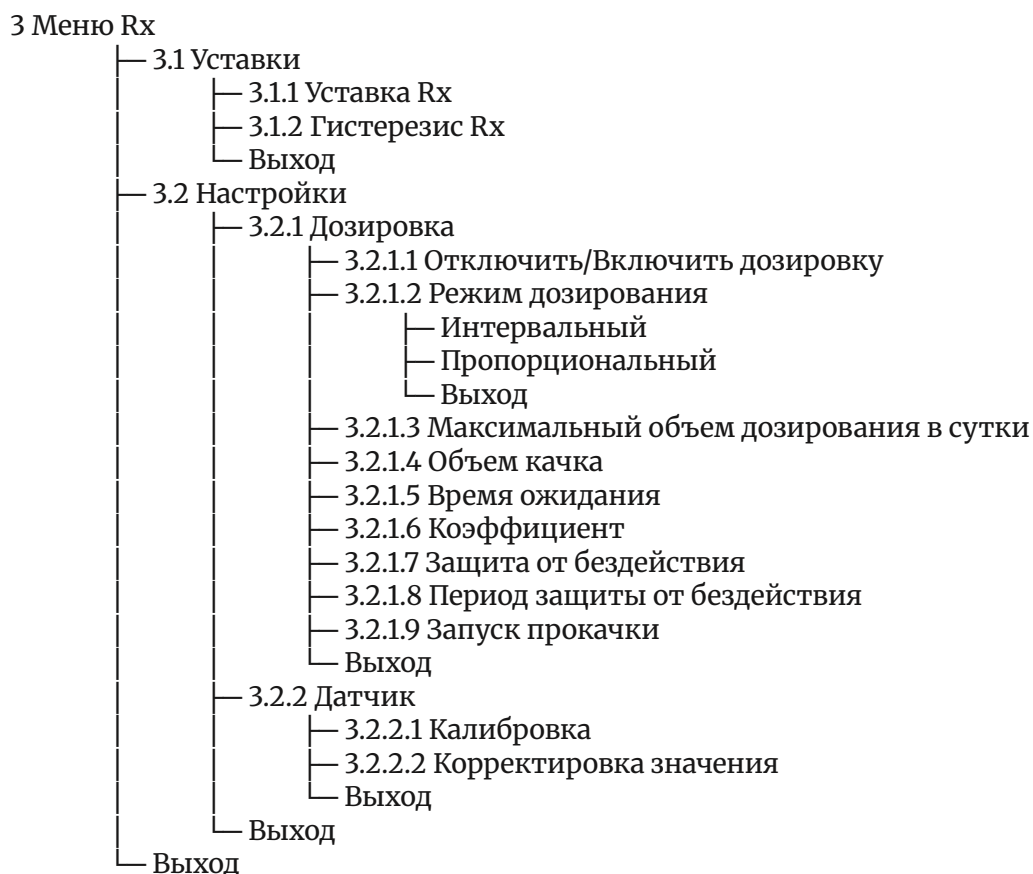 3 Меню Rx
3.1 Уставки
3.1.1 Уставка Rx
3.1.2 Гистерезис Rx
Выход
3.2 Настройки
3.2.1 Дозировка
3.2.1.1 Отключить/Включить дозировку
3.2.1.2 Режим дозирования
Интервальный
Пропорциональный
Выход
3.2.1.3 Максимальный объем дозирования в сутки
3.2.1.4 Объем качка
3.2.1.5 Время ожидания
3.2.1.6 Коэффициент
3.2.1.7 Защита от бездействия
3.2.1.8 Период защиты от бездействия
3.2.1.9 Запуск прокачки
Выход
3.2.2 Датчик
3.2.2.1 Калибровка
3.2.2.2 Корректировка значения
Выход
Выход
Выход